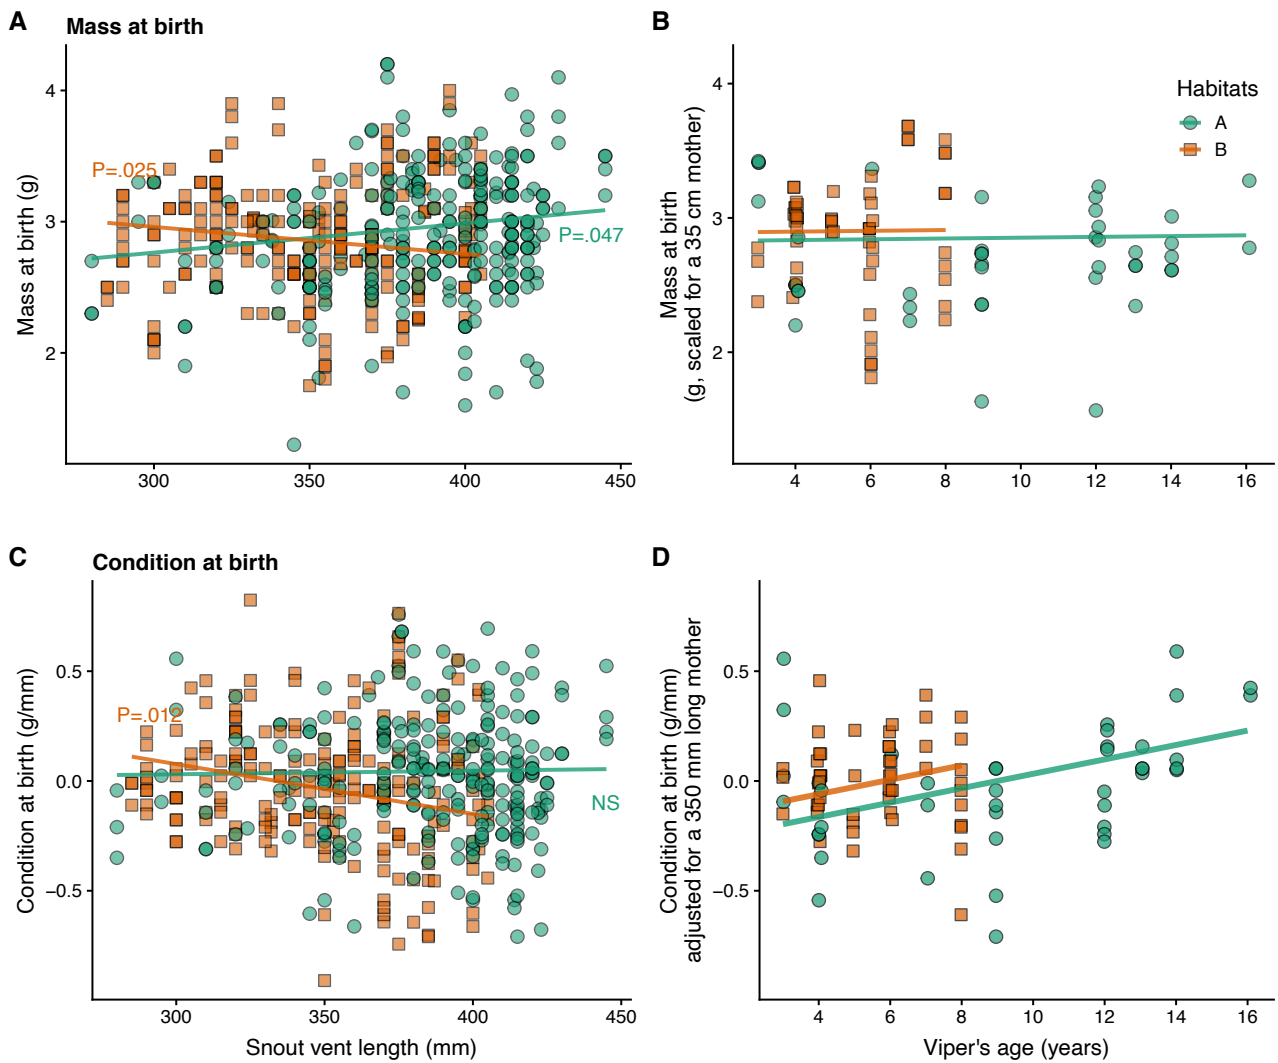 A
Mass at birth
Mass at birth (g)
4
3
2
P=.025
P=.047
300
350
400
450
B
Mass at birth
(g, scaled for a 35 cm mother)
4
3
2
Habitats
A
B
4
6
8
10
12
14
16
C
Condition at birth
Condition at birth (g/mm)
0.5
0.0
−0.5
P=.012
NS
300
350
400
450
Snout vent length (mm)
D
Condition at birth (g/mm)
adjusted for a 350 mm long mother
0.5
0.0
−0.5
4
6
8
10
12
14
16
Viper's age (years)